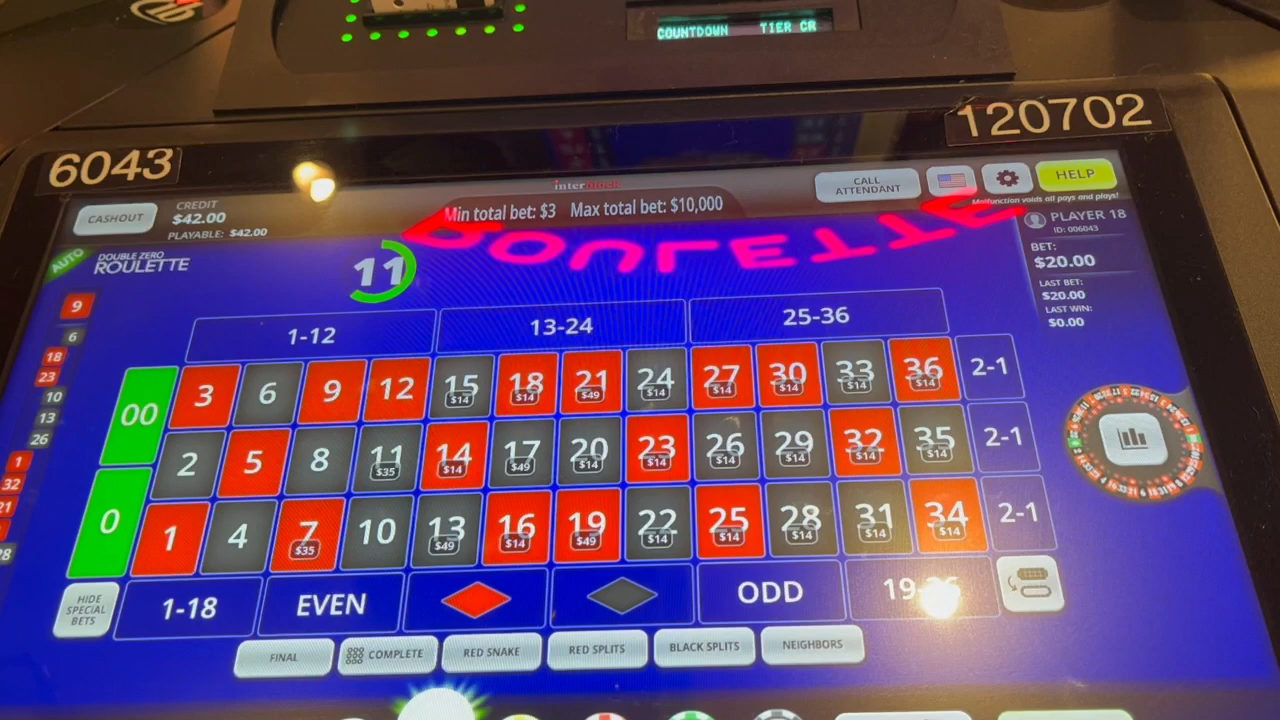 COUNTDOWN TIER CR
6043
120702
CASHOUT
CREDIT
$42.00
PLAYABLE: $42.00
interblock
Min total bet: $3 Max total bet: $10,000
CALL
ATTENDANT
HELP
Malfunction voids all pays and plays!
PLAYER 18
ID: 006043
BET:
$20.00
LAST BET:
$20.00
LAST WIN:
$0.00
AUTO
DOUBLE ZERO
ROULETTE
11
ROULETTE
9
6
18
23
10
13
26
1
32
21
28
1-12 13-24 25-36
00 3 6 9 12 15 18 21 24 27 30 33 36 2-1
$14 $14 $49 $14 $14 $14 $14 $14
2 5 8 11 14 17 20 23 26 29 32 35 2-1
$35 $14 $49 $14 $14 $14 $14 $14 $14
0 1 4 7 10 13 16 19 22 25 28 31 34 2-1
$35 $49 $14 $49 $14 $14 $14 $14 $14
HIDE
SPECIAL
BETS
1-18 EVEN ODD 19-36
FINAL COMPLETE RED SNAKE RED SPLITS BLACK SPLITS NEIGHBORS